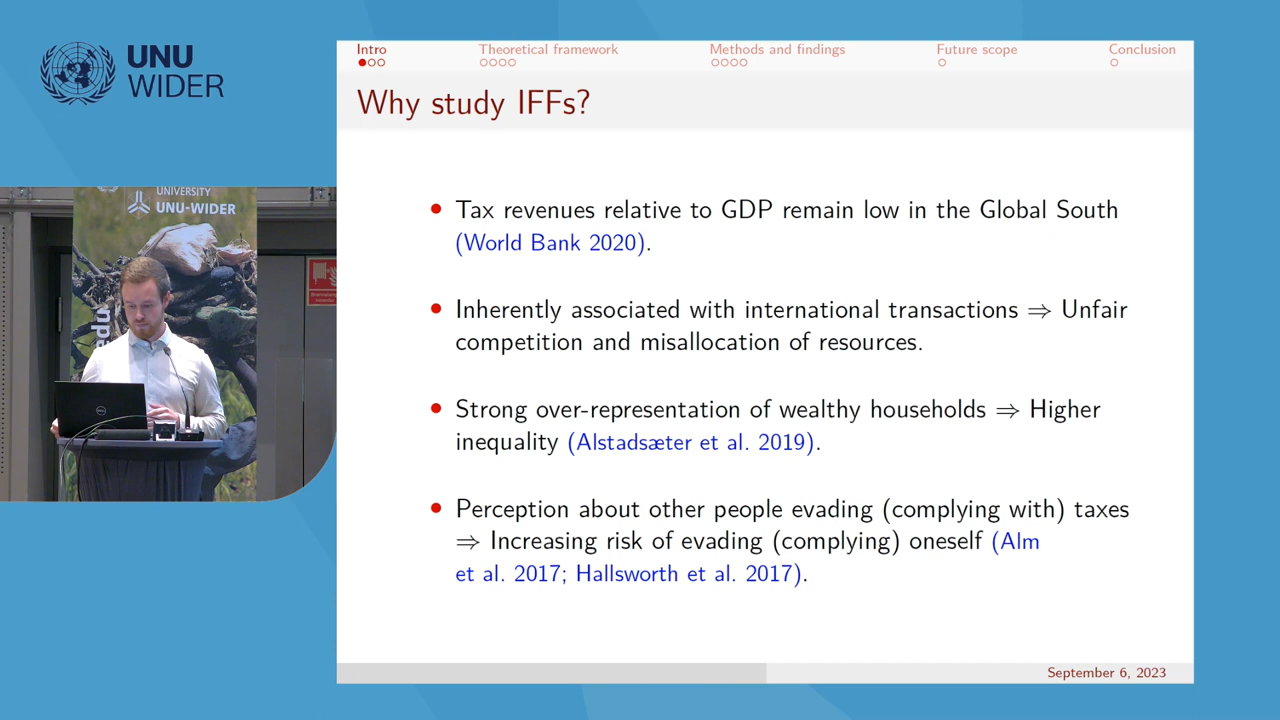 UNU
WIDER
Intro
Theoretical framework
Methods and findings
Future scope
Conclusion
Why study IFFs?
Tax revenues relative to GDP remain low in the Global South
(World Bank 2020).
Inherently associated with international transactions ⇒ Unfair
competition and misallocation of resources.
Strong over-representation of wealthy households ⇒ Higher
inequality (Alstadsæter et al. 2019).
Perception about other people evading (complying with) taxes
⇒ Increasing risk of evading (complying) oneself (Alm
et al. 2017; Hallsworth et al. 2017).
September 6, 2023
UNIVERSITY
UNU-WIDER
edu
DELL